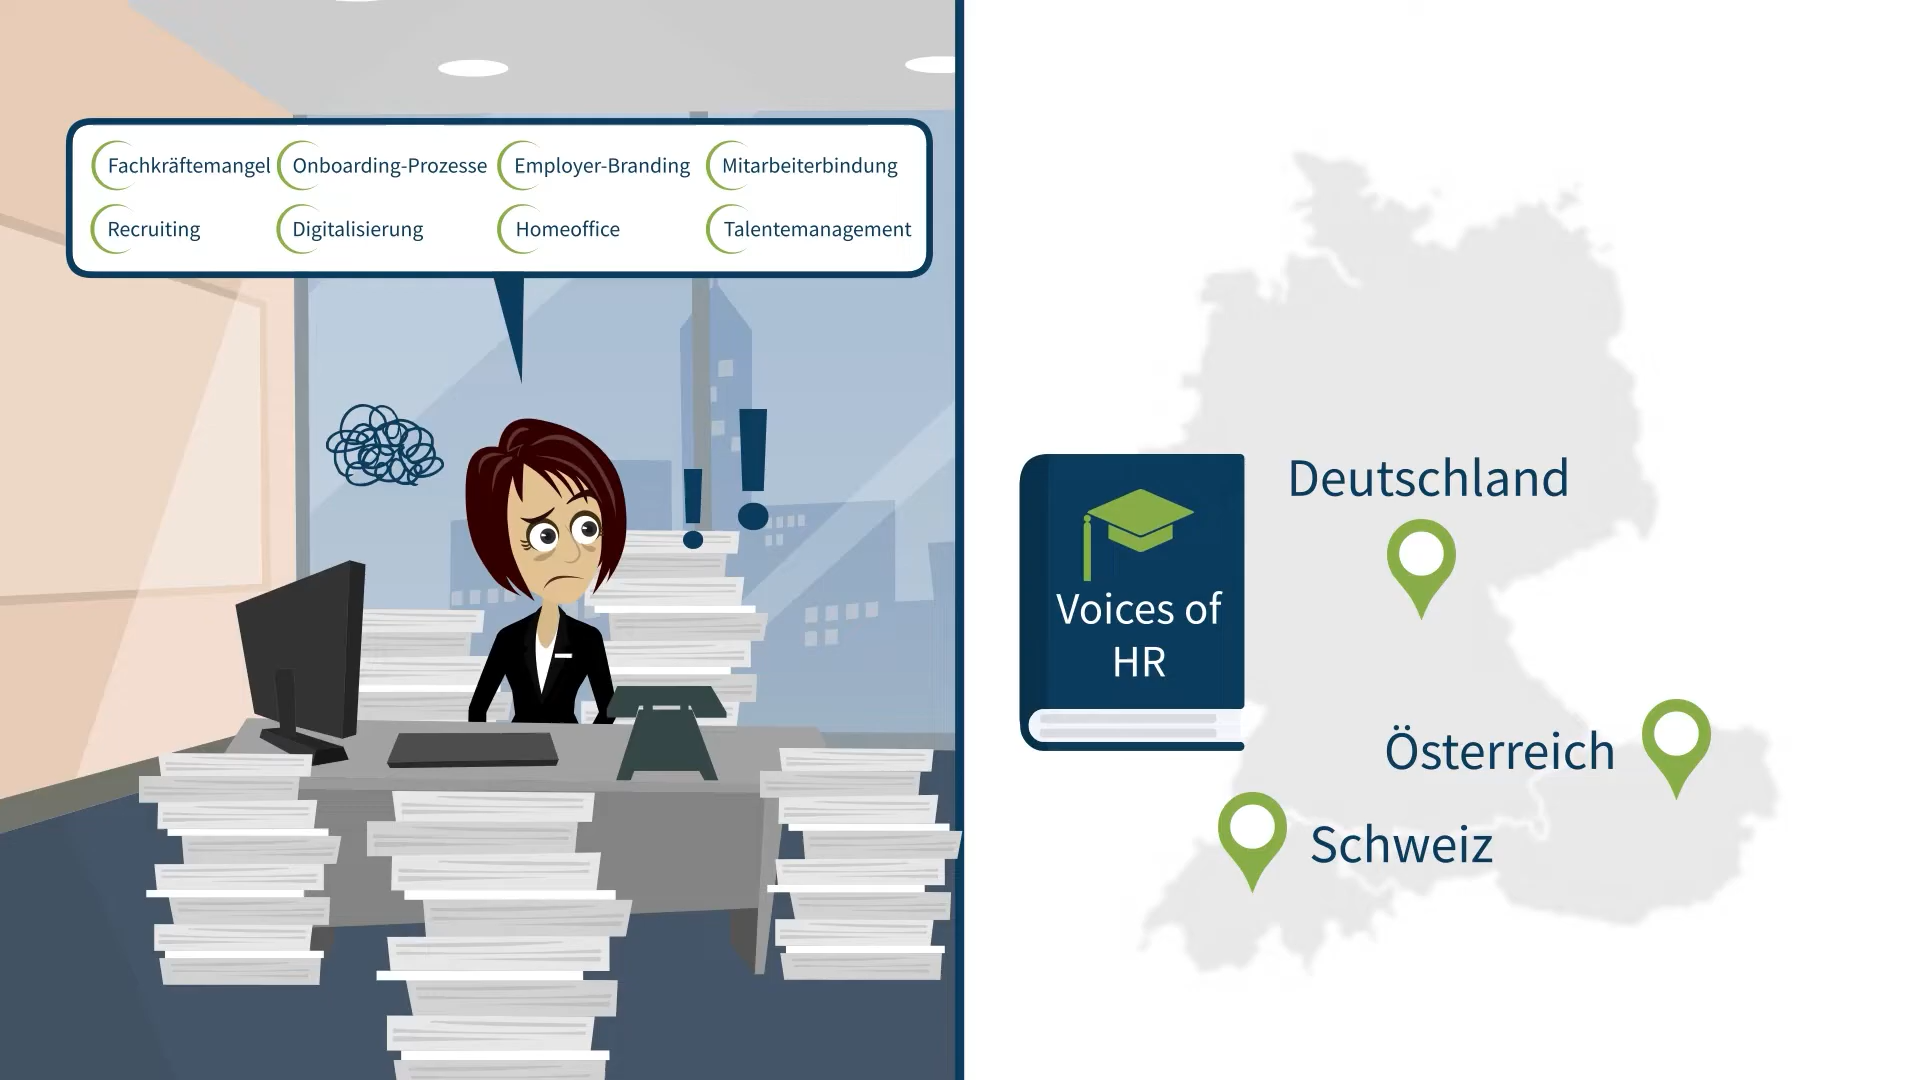 Fachkräftemangel Onboarding-Prozesse Employer-Branding Mitarbeiterbindung
Recruiting Digitalisierung Homeoffice Talentemanagement
Voices of
HR
Deutschland
Österreich
Schweiz